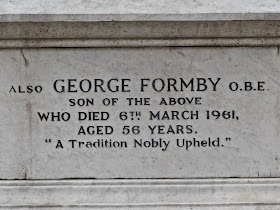 ALSO GEORGE FORMBY O.B.E.
SON OF THE ABOVE
WHO DIED 6TH MARCH 1961,
AGED 56 YEARS.
"A Tradition Nobly Upheld."